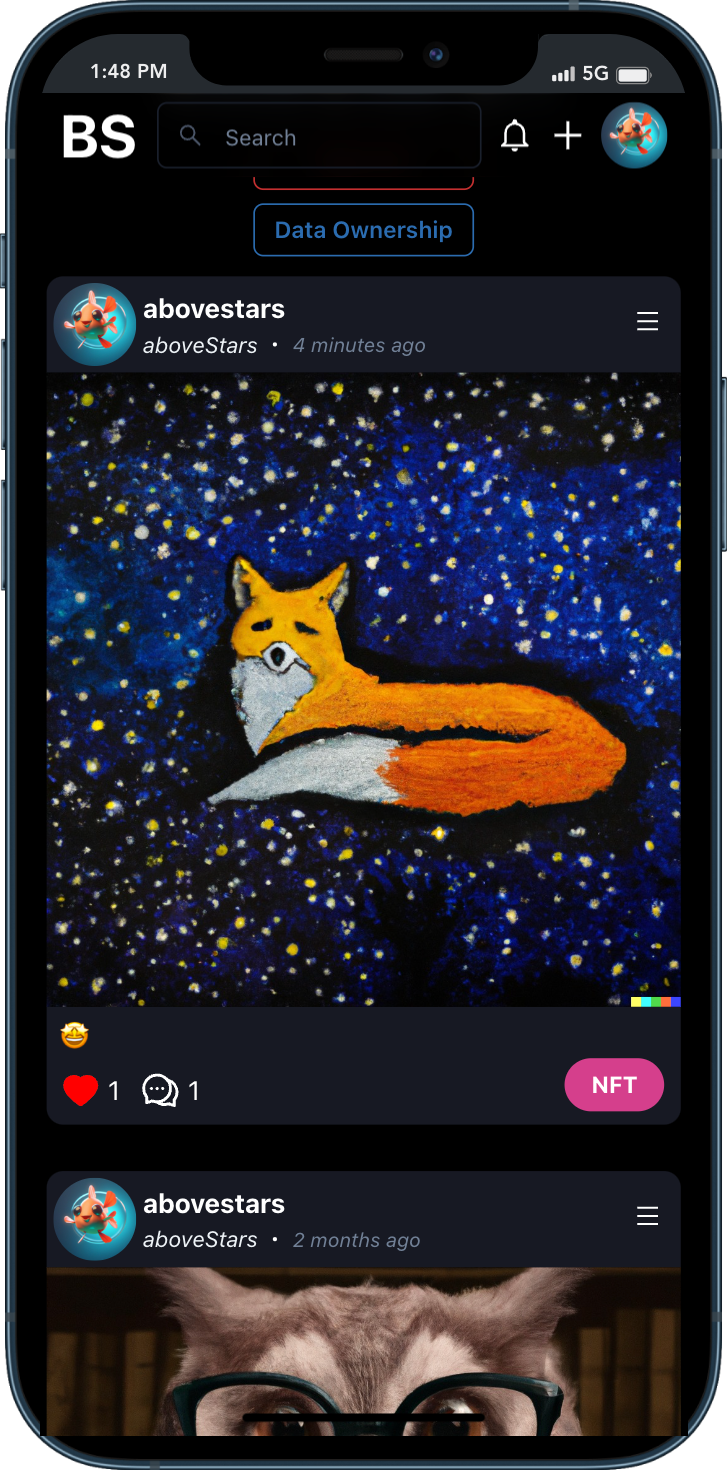 1:48 PM
5G
BS
Search
Data Ownership
abovestars
aboveStars • 4 minutes ago
1
1
NFT
abovestars
aboveStars • 2 months ago